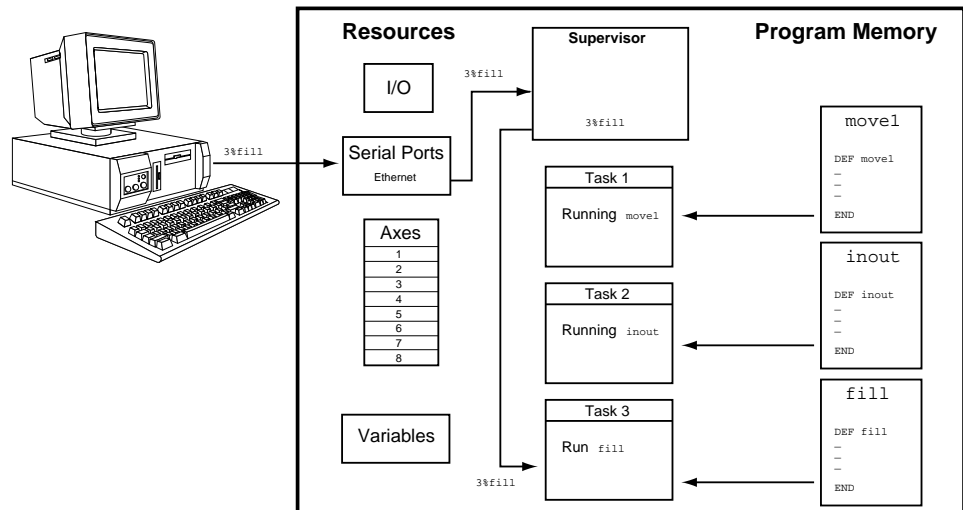 Resources
Supervisor
Program Memory
I/O
3%fill
3%fill
3%fill
Serial Ports
Ethernet
move1
DEF move1
–
–
–
END
Task 1
Running move1
Axes
1
2
3
4
5
6
7
8
inout
DEF inout
–
–
–
END
Task 2
Running inout
fill
DEF fill
–
–
–
END
Task 3
Run fill
Variables
3%fill